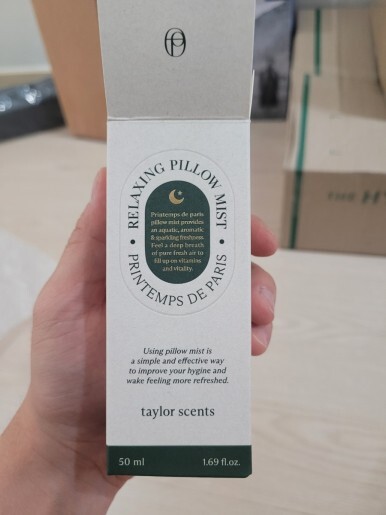 RELAXING PILLOW MIST
Printemps de paris
pillow mist provides
an aquatic, aromatic
& sparkling freshness
Feel a deep breath
of pure fresh air to
fill up on vitamins
and vitality.
PRINTEMPS DE PARIS
Using pillow mist is
a simple and effective way
to improve your hygine and
wake feeling more refreshed.
taylor scents
50 ml
1.69 fl.oz.
THE